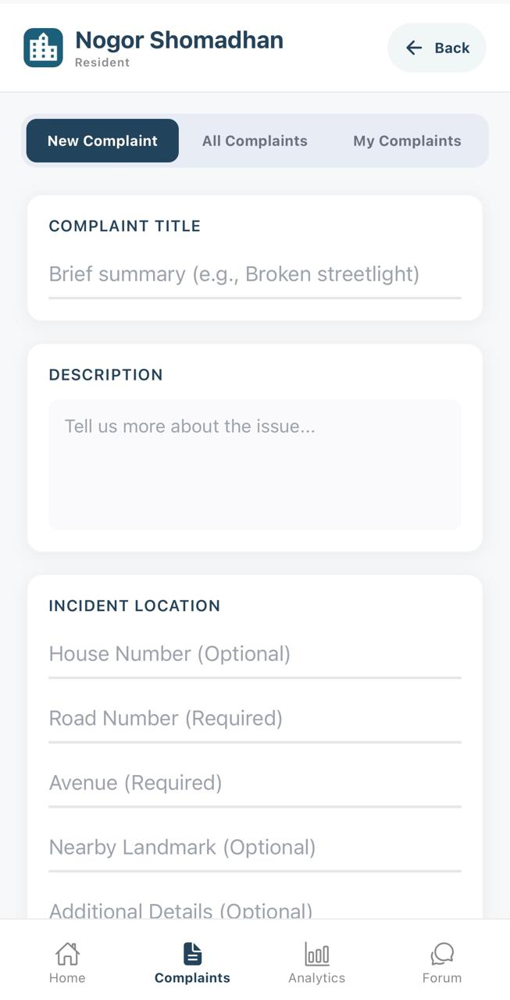 Nogor Shomadhan
Resident
Back
New Complaint
All Complaints
My Complaints
COMPLAINT TITLE
Brief summary (e.g., Broken streetlight)
DESCRIPTION
Tell us more about the issue...
INCIDENT LOCATION
House Number (Optional)
Road Number (Required)
Avenue (Required)
Nearby Landmark (Optional)
Additional Details (Optional)
Home
Complaints
Analytics
Forum